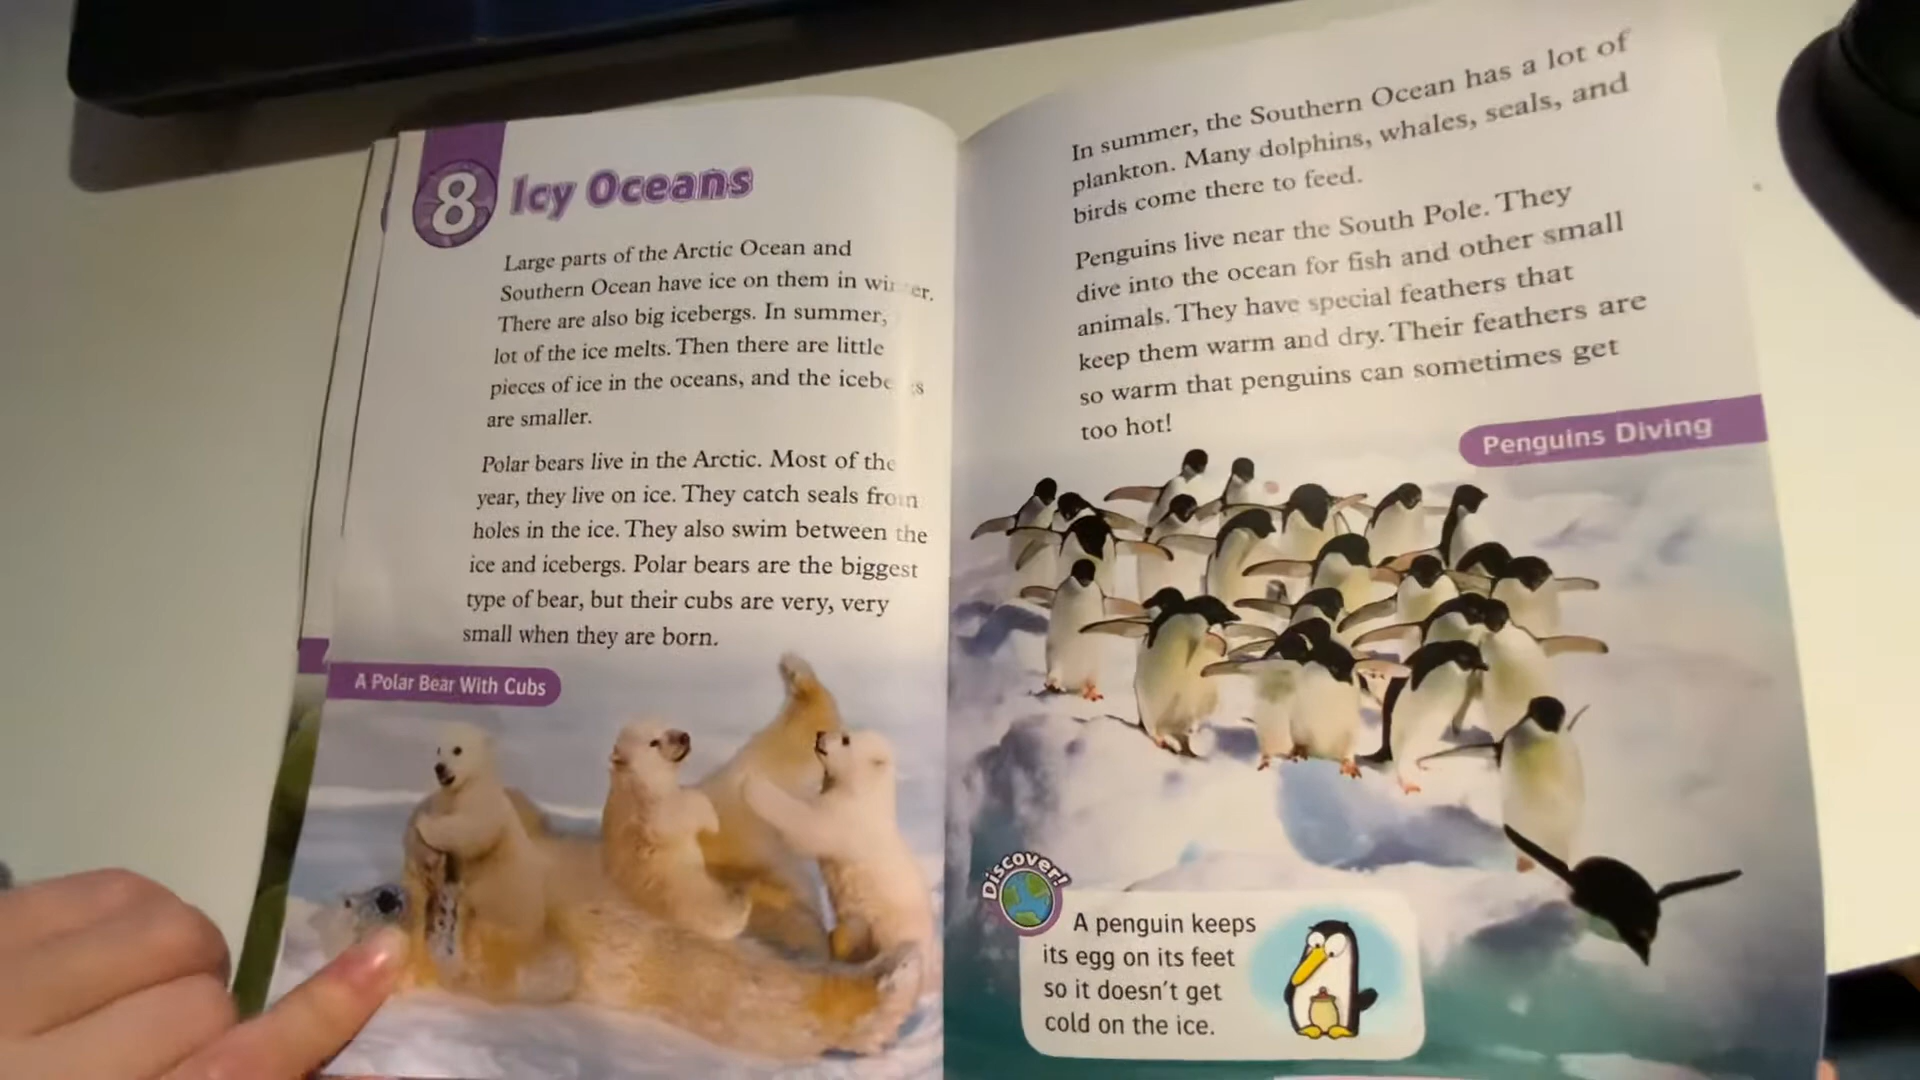 8 Icy Oceans
Large parts of the Arctic Ocean and
Southern Ocean have ice on them in
There are also big icebergs. In summer,
lot of the ice melts. Then there are little
pieces of ice in the oceans, and the
are smaller.
Polar bears live in the Arctic. Most of the
year, they live on ice. They catch seals from
holes in the ice. They also swim between the
ice and icebergs. Polar bears are the biggest
type of bear, but their cubs are very, very
small when they are born.
A Polar Bear With Cubs
In summer, the Southern Ocean has a lot of
plankton. Many dolphins, whales, seals, and
birds come there to feed.
Penguins live near the South Pole. They
dive into the ocean for fish and other small
animals. They have special feathers that
keep them warm and dry. Their feathers are
so warm that penguins can sometimes get
too hot!
Penguins Diving
Discover!
A penguin keeps
its egg on its feet
so it doesn't get
cold on the ice.